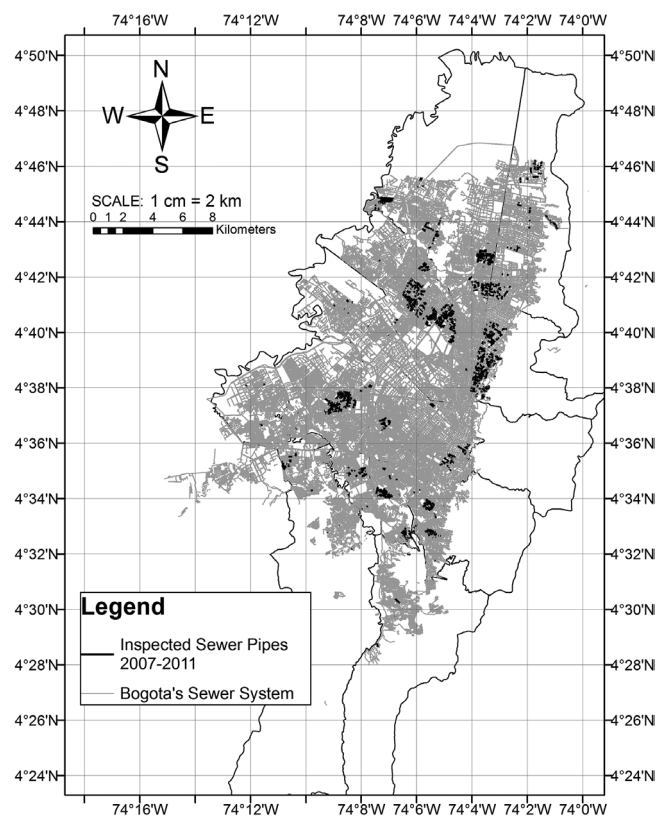 74°16'W 74°12'W 74°8'W 74°6'W 74°4'W 74°2'W 74°0'W
4°50'N 4°50'N
4°48'N 4°48'N
4°46'N 4°46'N
4°44'N 4°44'N
4°42'N 4°42'N
4°40'N 4°40'N
4°38'N 4°38'N
4°36'N 4°36'N
4°34'N 4°34'N
4°32'N 4°32'N
4°30'N 4°30'N
4°28'N 4°28'N
4°26'N 4°26'N
4°24'N 4°24'N
N
W E
S
SCALE: 1 cm = 2 km
0 1 2 4 6 8
Kilometers
Legend
Inspected Sewer Pipes
2007-2011
Bogota's Sewer System
74°16'W 74°12'W 74°8'W 74°6'W 74°4'W 74°2'W 74°0'W